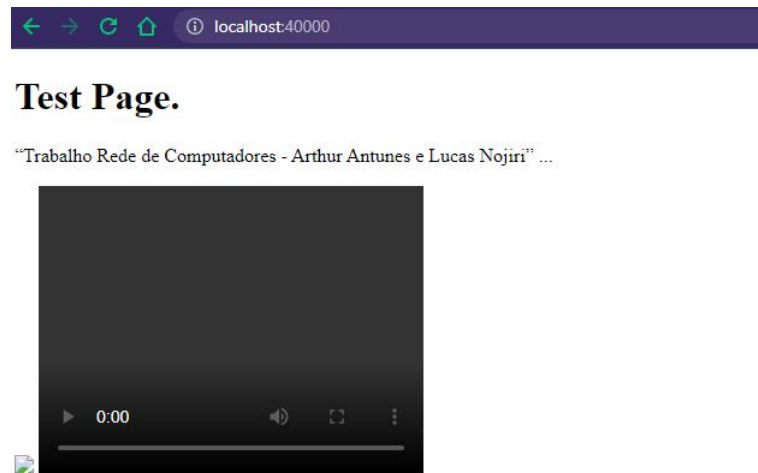 localhost:40000
Test Page.
“Trabalho Rede de Computadores - Arthur Antunes e Lucas Nojiri” ...
0:00